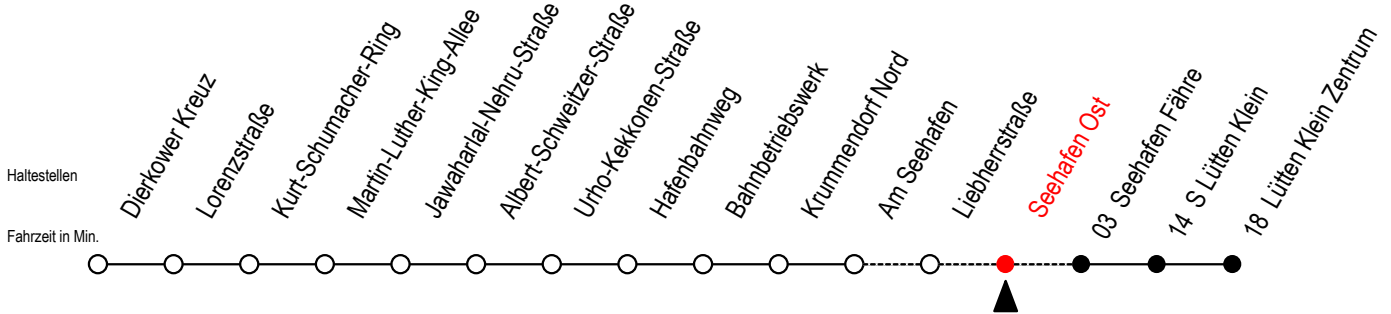 Haltestellen
Fahrzeit in Min.
Dierkower Kreuz
Lorenzstraße
Kurt-Schumacher-Ring
Martin-Luther-King-Allee
Jawaharlal-Nehru-Straße
Albert-Schweitzer-Straße
Urho-Kekkonen-Straße
Hafenbahnweg
Bahnbetriebswerk
Krummendorf Nord
Am Seehafen
Liebherrstraße
Seehafen Ost
03 Seehafen Fähre
14 S Lütten Klein
18 Lütten Klein Zentrum